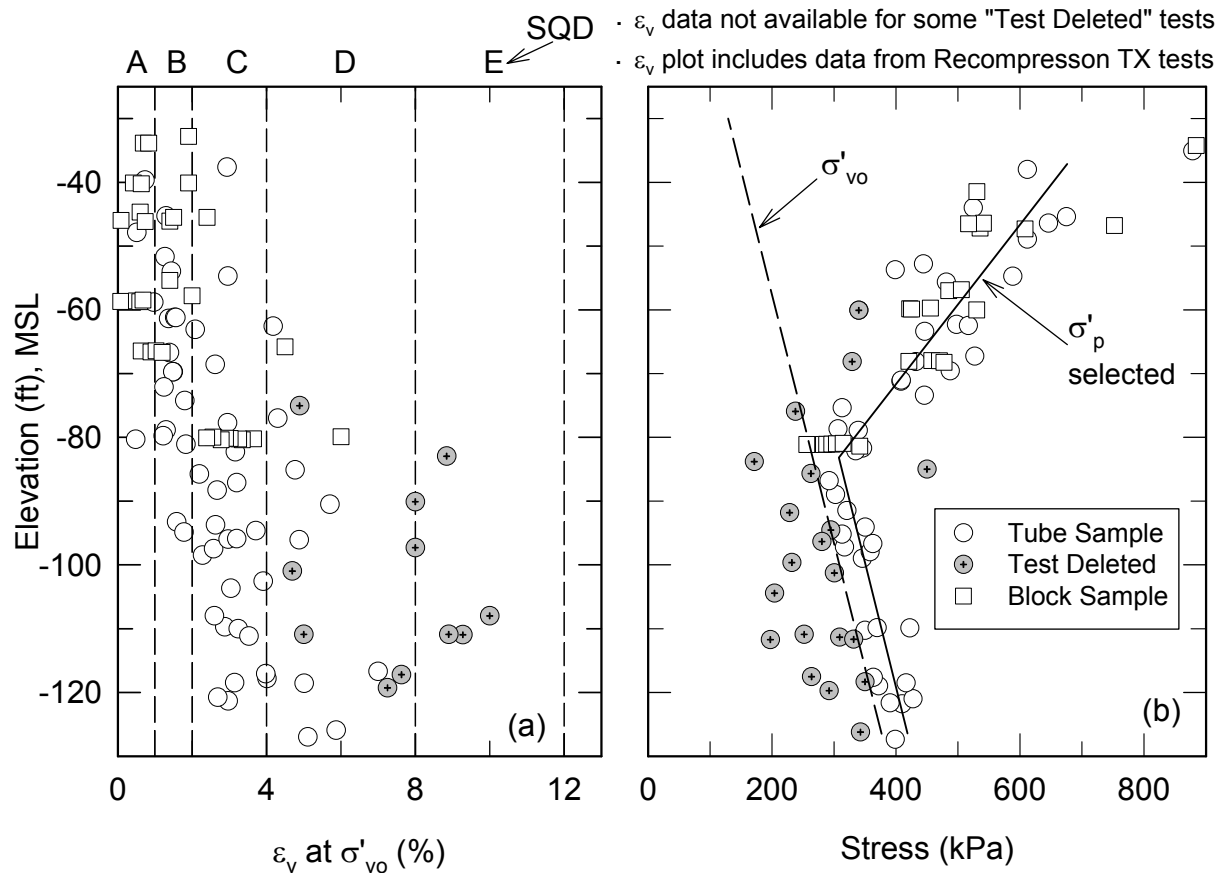 SQD
· εv data not available for some "Test Deleted" tests
· εv plot includes data from Recompresson TX tests
A B C D E
σ'vo
σ'p
selected
Tube Sample
Test Deleted
Block Sample
(a)
(b)
Elevation (ft), MSL
-40
-60
-80
-100
-120
0 4 8 12
0 200 400 600 800
εv at σ'vo (%)
Stress (kPa)